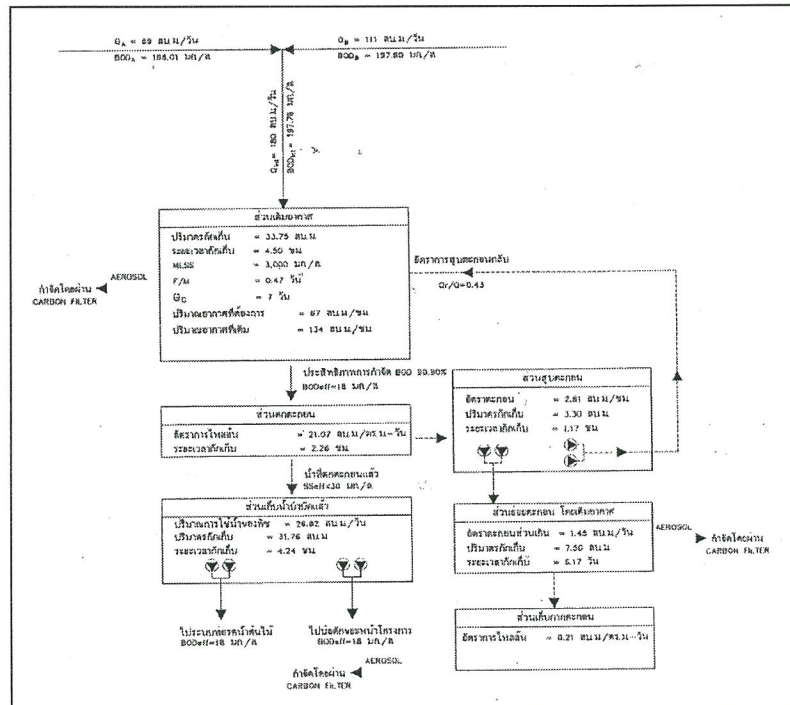 Q_A = 69 ลบ.ม/วัน
BOD_A = 196.01 มก/ล
Q_B = 111 ลบ.ม/วัน
BOD_B = 197.60 มก/ล
Q = 180 ลบ.ม/วัน
BOD
ส่วนเติมอากาศ
ปริมาตรกักเก็บ = 33.75 ลบ.ม
ระยะเวลากักเก็บ = 4.50 ชม
MLSS = 3,000 มก/ล
F/M = 0.47 วัน
= 7 วัน
ปริมาณอากาศที่ต้องการ = 67 ลบ.ม/ชม
ปริมาณอากาศที่เติม = 134 ลบ.ม/ชม
AEROSOL
กำจัดโดยผ่าน
CARBON FILTER
อัตราการสูบตะกอนกลับ
Qr/Q=0.43
ประสิทธิภาพการกำจัด BOD
BODeff=18 มก/ล
ส่วนตกตะกอน
อัตราการไหลล้น = 21.07 ลบ.ม/ตร.ม-วัน
ระยะเวลากักเก็บ = 2.26 ชม
ส่วนสูบตะกอน
อัตราตะกอน = 2.81 ลบ.ม/ชม
ปริมาตรกักเก็บ = 3.30 ลบ.ม
ระยะเวลากักเก็บ = 1.17 ชม
น้ำที่ตกตะกอนแล้ว
SSeff<30 มก/ล
ส่วนเก็บน้ำบำบัดแล้ว
ปริมาณการใช้น้ำของพืช = 26.82 ลบ.ม/วัน
ปริมาตรกักเก็บ = 31.76 ลบ.ม
ระยะเวลากักเก็บ = 4.24 ชม
ส่วนย่อยตะกอน โดยเติมอากาศ
อัตราตะกอนส่วนเกิน = 1.45 ลบ.ม/วัน
ปริมาตรกักเก็บ = 7.50 ลบ.ม
ระยะเวลากักเก็บ = 5.17 วัน
AEROSOL
กำจัดโดยผ่าน
CARBON FILTER
ไประบบรดน้ำต้นไม้
BODeff=18 มก/ล
ไปบ่อดักขยะหน้าโครงการ
BODeff=18 มก/ล
AEROSOL
กำจัดโดยผ่าน
CARBON FILTER
ส่วนเก็บกากตะกอน
อัตราการไหลล้น = 8.21 ลบ.ม/ตร.ม-วัน